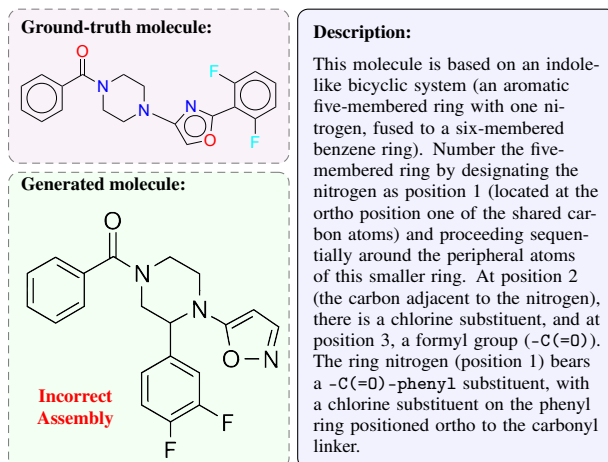 Ground-truth molecule:
O
N
N
N
O
F
F
Generated molecule:
O
N
N
O
N
F
F
Incorrect
Assembly
Description:
This molecule is based on an indole-
like bicyclic system (an aromatic
five-membered ring with one ni-
trogen, fused to a six-membered
benzene ring). Number the five-
membered ring by designating the
nitrogen as position 1 (located at the
ortho position one of the shared car-
bon atoms) and proceeding sequen-
tially around the peripheral atoms
of this smaller ring. At position 2
(the carbon adjacent to the nitrogen),
there is a chlorine substituent, and at
position 3, a formyl group (-C(=O)).
The ring nitrogen (position 1) bears
a -C(=O)-phenyl substituent, with
a chlorine substituent on the phenyl
ring positioned ortho to the carbonyl
linker.